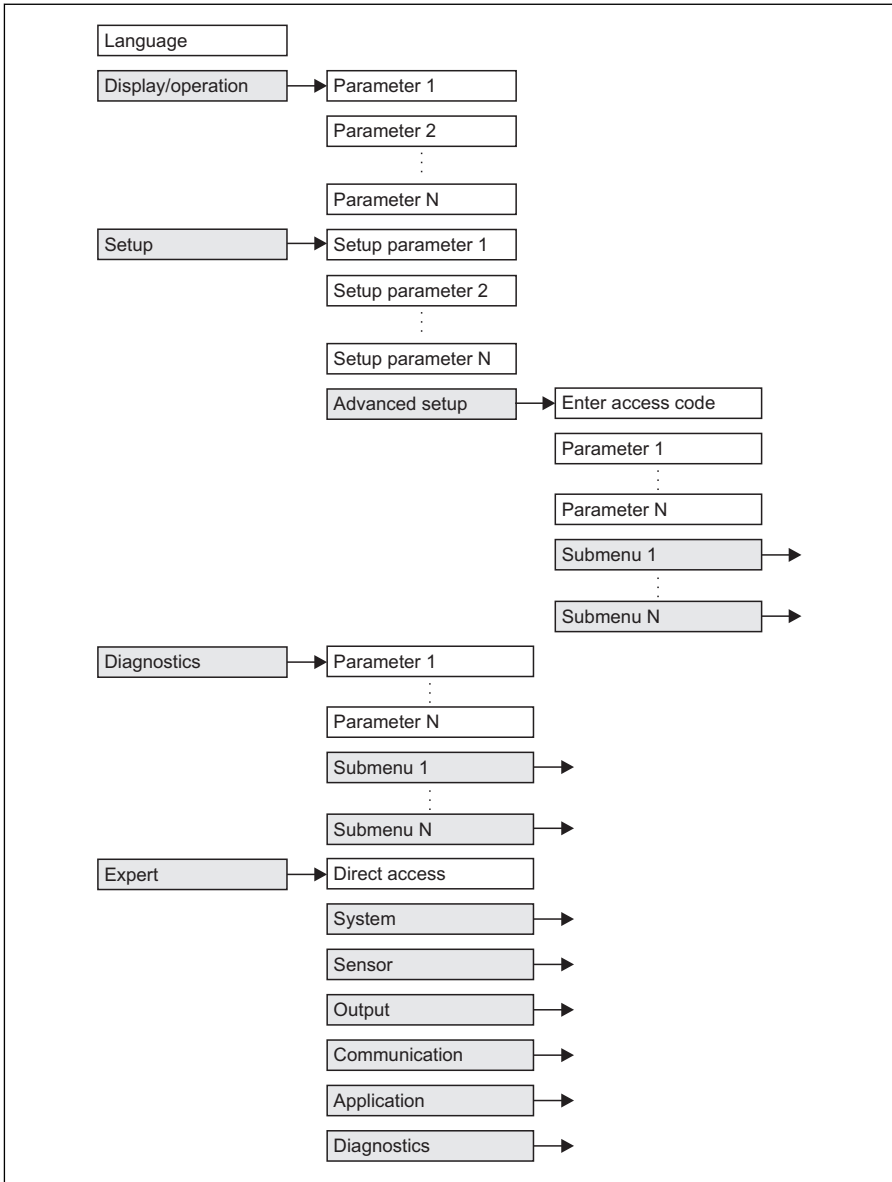 Language
Display/operation
Parameter 1
Parameter 2
Parameter N
Setup
Setup parameter 1
Setup parameter 2
Setup parameter N
Advanced setup
Enter access code
Parameter 1
Parameter N
Submenu 1
Submenu N
Diagnostics
Parameter 1
Parameter N
Submenu 1
Submenu N
Expert
Direct access
System
Sensor
Output
Communication
Application
Diagnostics